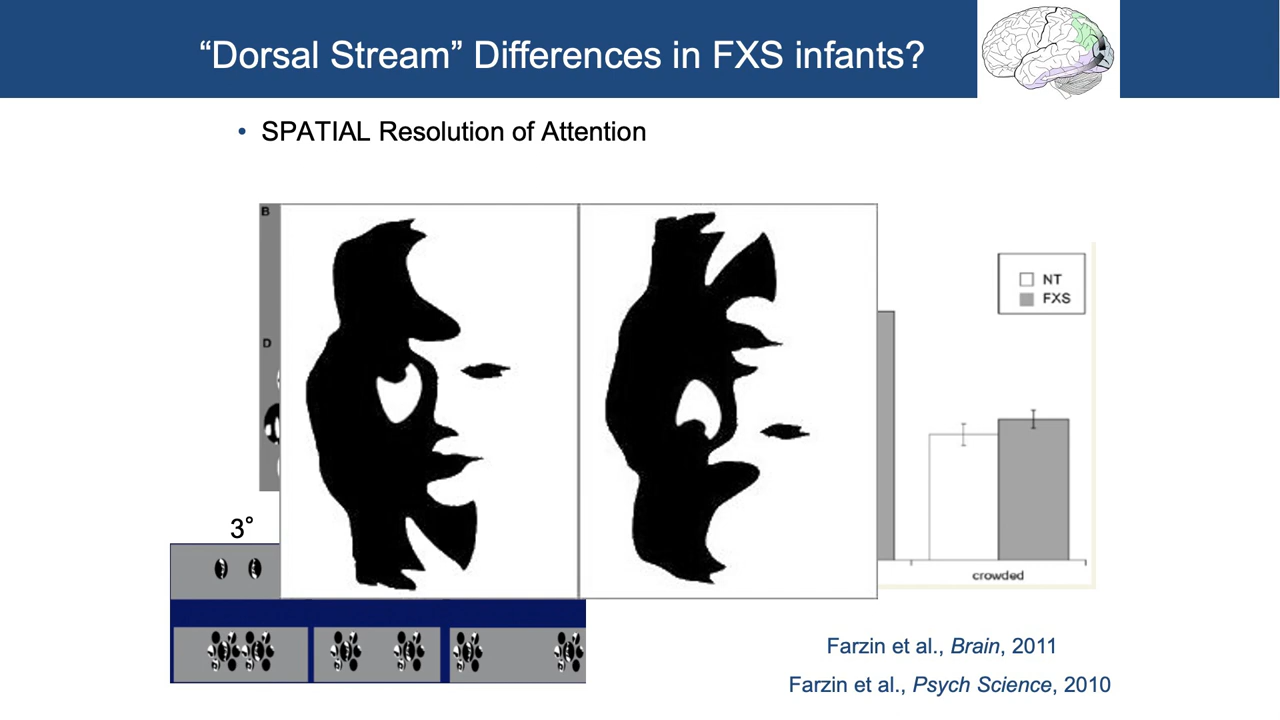 “Dorsal Stream” Differences in FXS infants?
• SPATIAL Resolution of Attention
B
D
NT
FXS
3°
crowded
Farzin et al., Brain, 2011
Farzin et al., Psych Science, 2010